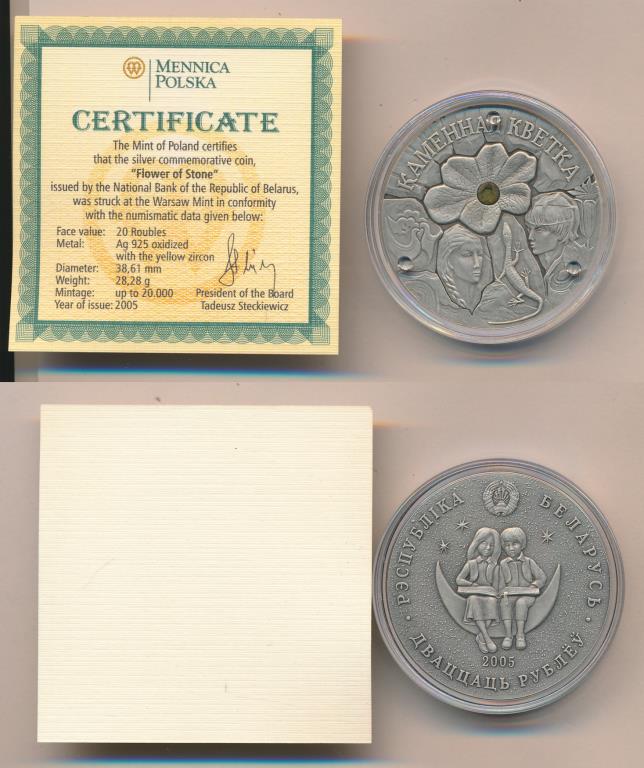 MENNICA
POLSKA
CERTIFICATE
The Mint of Poland certifies
that the silver commemorative coin,
"Flower of Stone"
issued by the National Bank of the Republic of Belarus,
was struck at the Warsaw Mint in conformity
with the numismatic data given below:
Face value: 20 Roubles
Metal: Ag 925 oxidized
with the yellow zircon
Diameter: 38,61 mm
Weight: 28,28 g
Mintage: up to 20.000 President of the Board
Year of issue: 2005 Tadeusz Steckiewicz
КАМЕННАЯ КВЕТКА
РЭСПУБЛІКА БЕЛАРУСЬ
2005
ДВАЦЦАЦЬ РУБЛЁЎ